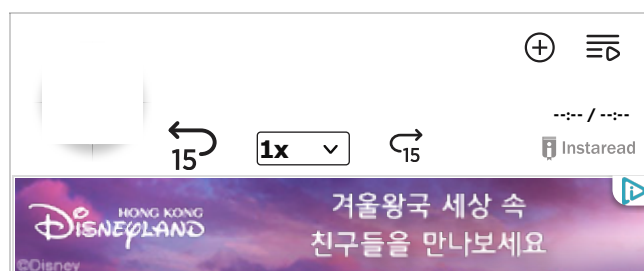 --:-- / --:--
15
1x
15
Instaread
HONG KONG
DISNEYLAND
겨울왕국 세상 속
친구들을 만나보세요
©Disney